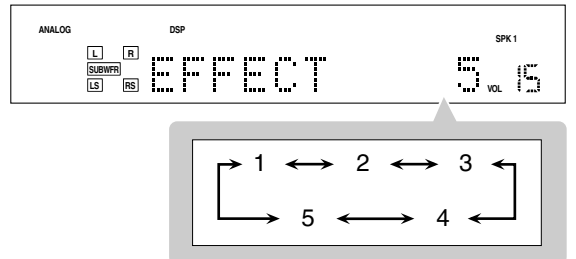 ANALOG DSP SPK 1
L R
SUBWFR EFFECT 5 VOL 15
LS RS
1 2 3
5 4